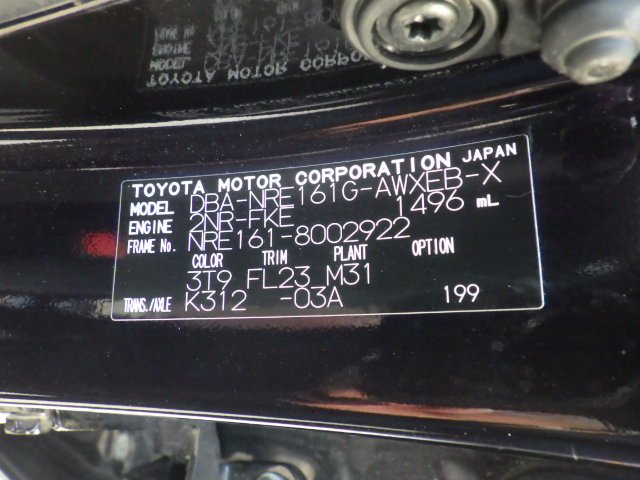 TOYOTA MOTOR CORPORATION JAPAN
MODEL DBA-NRE161G-AWXEB-X
ENGINE 2NR-FKE 1496 mL
FRAME No. NRE161-8002922
COLOR TRIM PLANT OPTION
3T9 FL23 M31
TRANS./AXLE K312 -03A 199